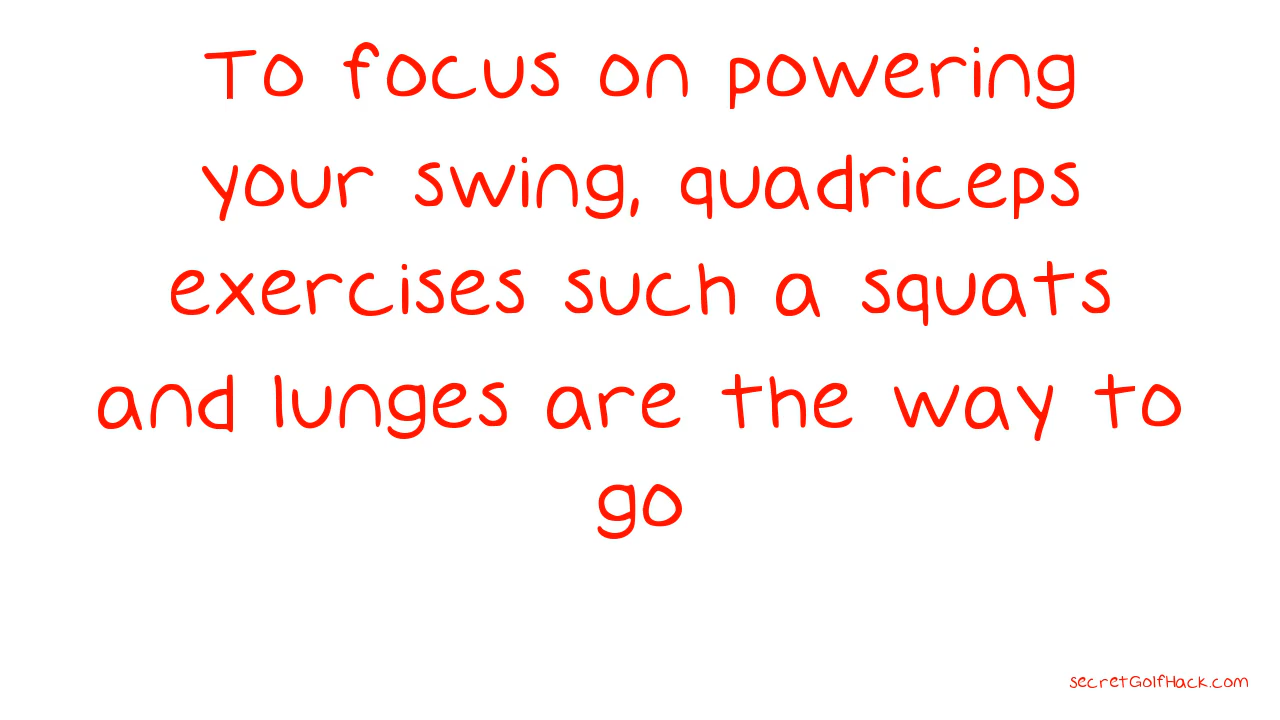 To focus on powering
your swing, quadriceps
exercises such a squats
and lunges are the way to
go
secretGolfHack.com